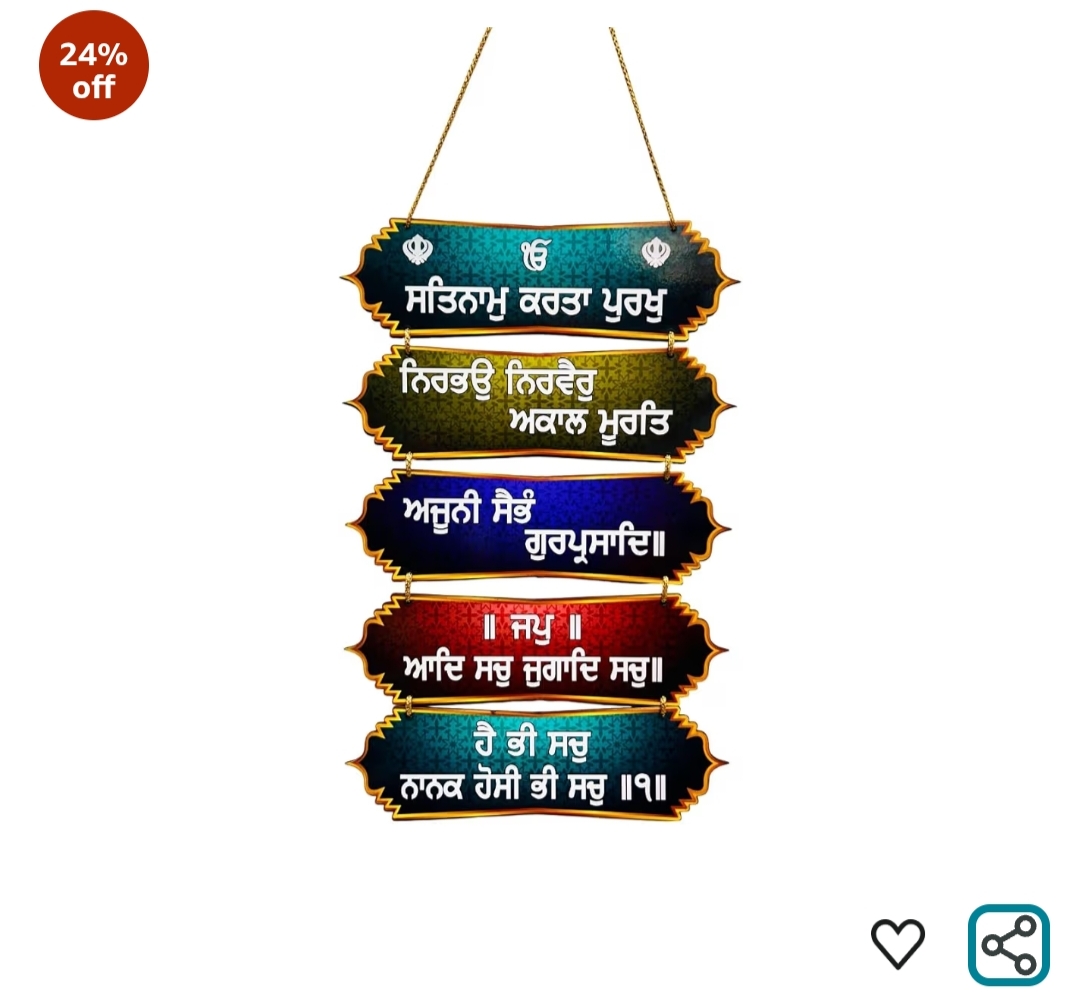 24%
off
ੴ
ਸਤਿਨਾਮੁ ਕਰਤਾ ਪੁਰਖੁ
ਨਿਰਭਉ ਨਿਰਵੈਰੁ
ਅਕਾਲ ਮੂਰਤਿ
ਅਜੂਨੀ ਸੈਭੰ
ਗੁਰਪ੍ਰਸਾਦਿ॥
॥ ਜਪੁ ॥
ਆਦਿ ਸਚੁ ਜੁਗਾਦਿ ਸਚੁ॥
ਹੈ ਭੀ ਸਚੁ
ਨਾਨਕ ਹੋਸੀ ਭੀ ਸਚੁ ॥੧॥